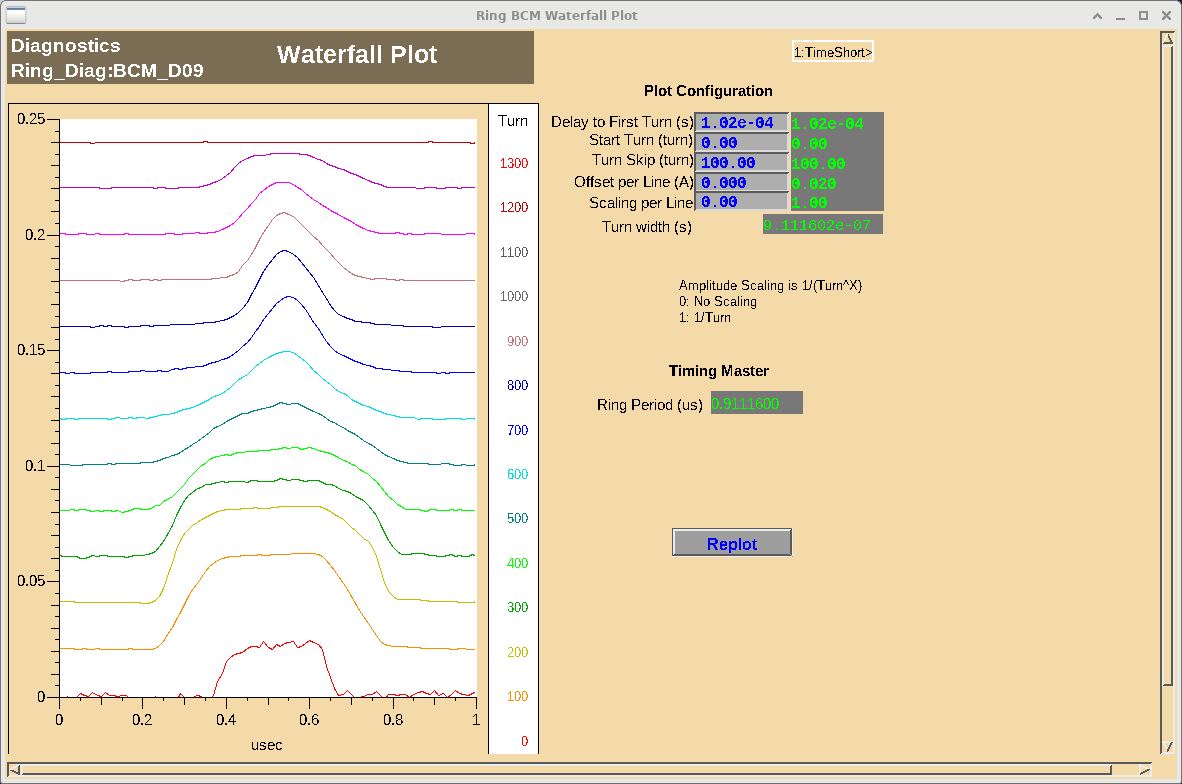 Ring BCM Waterfall Plot
Diagnostics
Ring_Diag:BCM_D09
Waterfall Plot
1:TimeShort>
Plot Configuration
Delay to First Turn (s) 1.02e-04 1.02e-04
Start Turn (turn) 0.00 0.00
Turn Skip (turn) 100.00 100.00
Offset per Line (A) 0.000 0.020
Scaling per Line 0.00 1.00
Turn width (s) 9.111602e-07
Amplitude Scaling is 1/(Turn^X}
0: No Scaling
1: 1/Turn
Timing Master
Ring Period (us) 0.9111600
Replot
0.25
0.2
0.15
0.1
0.05
0
0 0.2 0.4 0.6 0.8 1
usec
Turn
1300
1200
1100
1000
900
800
700
600
500
400
300
200
100
0